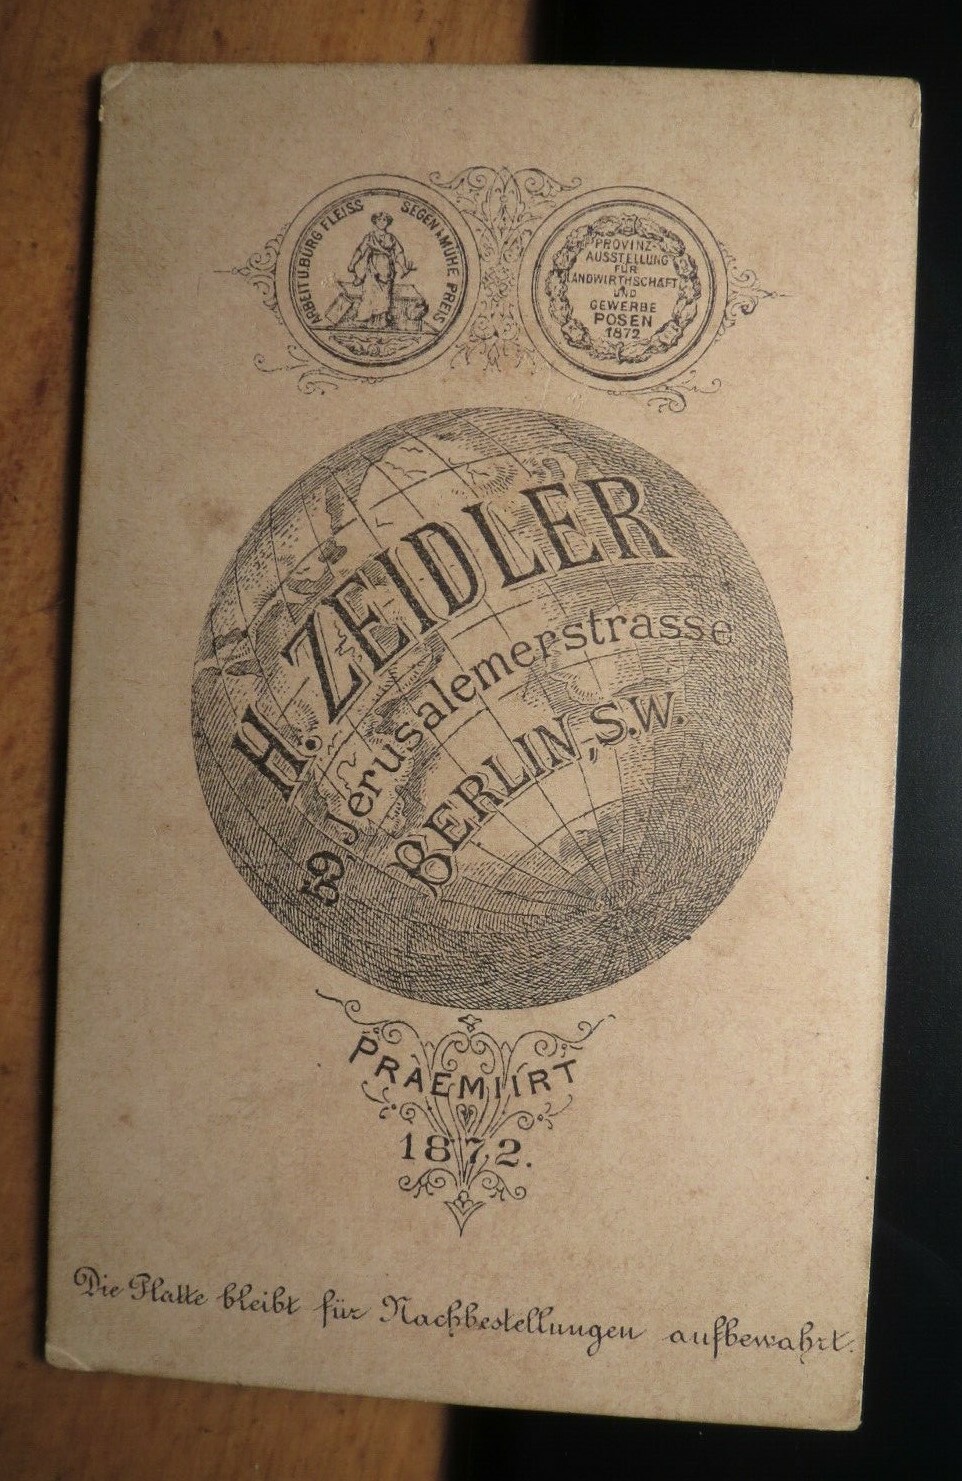 ARBEIT U. BÜRG FLEISS SEGEN & MÜHE PREIS
PROVINZ-
AUSSTELLUNG
FÜR
LANDWIRTHSCHAFT
UND
GEWERBE
POSEN
1872
H. ZEIDLER
59 Jerusalemerstrasse
BERLIN, S.W.
PRAEMIIRT
1872.
Die Platte bleibt für Nachbestellungen aufbewahrt.